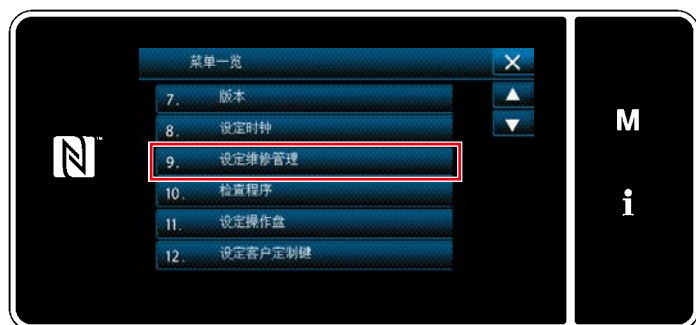 菜单一览
7. 版本
8. 设定时钟
9. 设定维修管理
10. 检查程序
11. 设定操作盘
12. 设定客户定制键
M
i